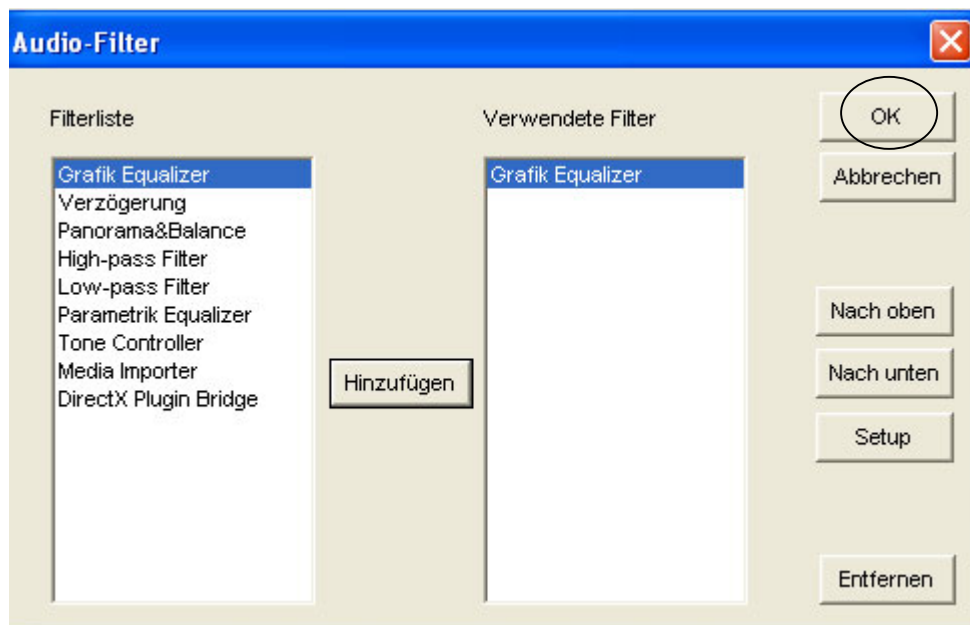 Audio-Filter
Filterliste
Verwendete Filter
OK
Abbrechen
Grafik Equalizer
Verzögerung
Panorama&Balance
High-pass Filter
Low-pass Filter
Parametrik Equalizer
Tone Controller
Media Importer
DirectX Plugin Bridge
Hinzufügen
Grafik Equalizer
Nach oben
Nach unten
Setup
Entfernen